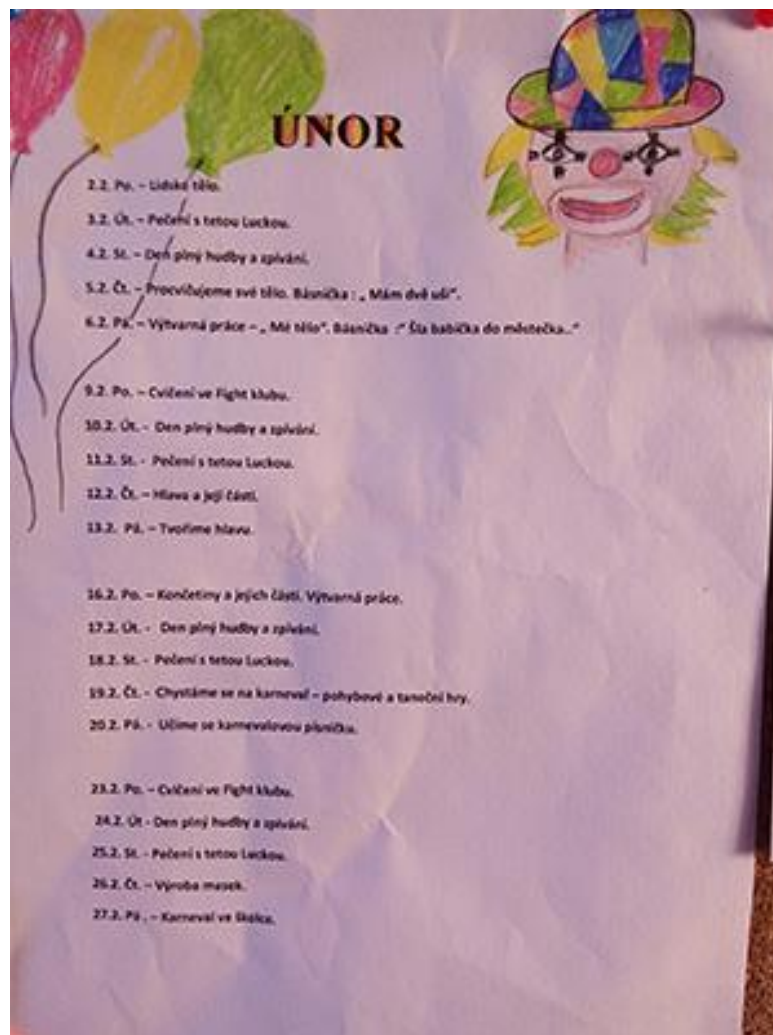 ÚNOR
2.2. Po. – Lidské tělo.
3.2. Út. – Pečení s tetou Luckou.
4.2. St. – Den plný hudby a zpívání.
5.2. Čt. – Procvičujeme své tělo. Básnička : „ Mám dvě uši“.
6.2. Pá. – Výtvarná práce – „ Mé tělo“. Básnička :“ Šla babička do městečka..“
9.2. Po. – Cvičení ve Fight klubu.
10.2. Út. - Den plný hudby a zpívání.
11.2. St. - Pečení s tetou Luckou.
12.2. Čt. – Hlava a její části.
13.2. Pá. – Tvoříme hlavu.
16.2. Po. – Končetiny a jejich části. Výtvarná práce.
17.2. Út. - Den plný hudby a zpívání.
18.2. St. - Pečení s tetou Luckou.
19.2. Čt. - Chystáme se na karneval – pohybové a taneční hry.
20.2. Pá. - Učíme se karnevalovou písničku.
23.2. Po. – Cvičení ve Fight klubu.
24.2. Út - Den plný hudby a zpívání.
25.2. St. - Pečení s tetou Luckou.
26.2. Čt. – Výroba masek.
27.2. Pá . – Karneval ve školce.